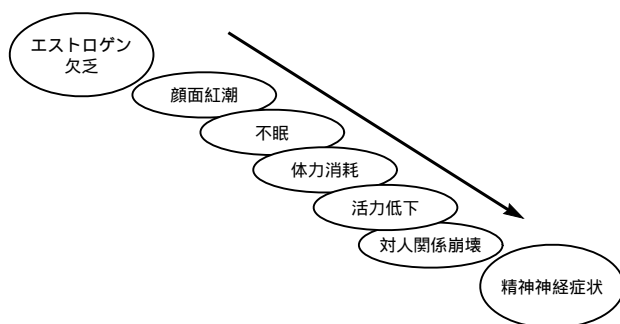 エストロゲン
欠乏
顔面紅潮
不眠
体力消耗
活力低下
対人関係崩壊
精神神経症状